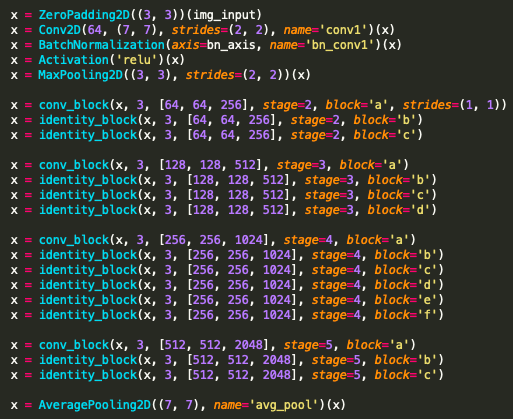 x = ZeroPadding2D((3, 3))(img_input)
x = Conv2D(64, (7, 7), strides=(2, 2), name='conv1')(x)
x = BatchNormalization(axis=bn_axis, name='bn_conv1')(x)
x = Activation('relu')(x)
x = MaxPooling2D((3, 3), strides=(2, 2))(x)
x = conv_block(x, 3, [64, 64, 256], stage=2, block='a', strides=(1, 1))
x = identity_block(x, 3, [64, 64, 256], stage=2, block='b')
x = identity_block(x, 3, [64, 64, 256], stage=2, block='c')
x = conv_block(x, 3, [128, 128, 512], stage=3, block='a')
x = identity_block(x, 3, [128, 128, 512], stage=3, block='b')
x = identity_block(x, 3, [128, 128, 512], stage=3, block='c')
x = identity_block(x, 3, [128, 128, 512], stage=3, block='d')
x = conv_block(x, 3, [256, 256, 1024], stage=4, block='a')
x = identity_block(x, 3, [256, 256, 1024], stage=4, block='b')
x = identity_block(x, 3, [256, 256, 1024], stage=4, block='c')
x = identity_block(x, 3, [256, 256, 1024], stage=4, block='d')
x = identity_block(x, 3, [256, 256, 1024], stage=4, block='e')
x = identity_block(x, 3, [256, 256, 1024], stage=4, block='f')
x = conv_block(x, 3, [512, 512, 2048], stage=5, block='a')
x = identity_block(x, 3, [512, 512, 2048], stage=5, block='b')
x = identity_block(x, 3, [512, 512, 2048], stage=5, block='c')
x = AveragePooling2D((7, 7), name='avg_pool')(x)